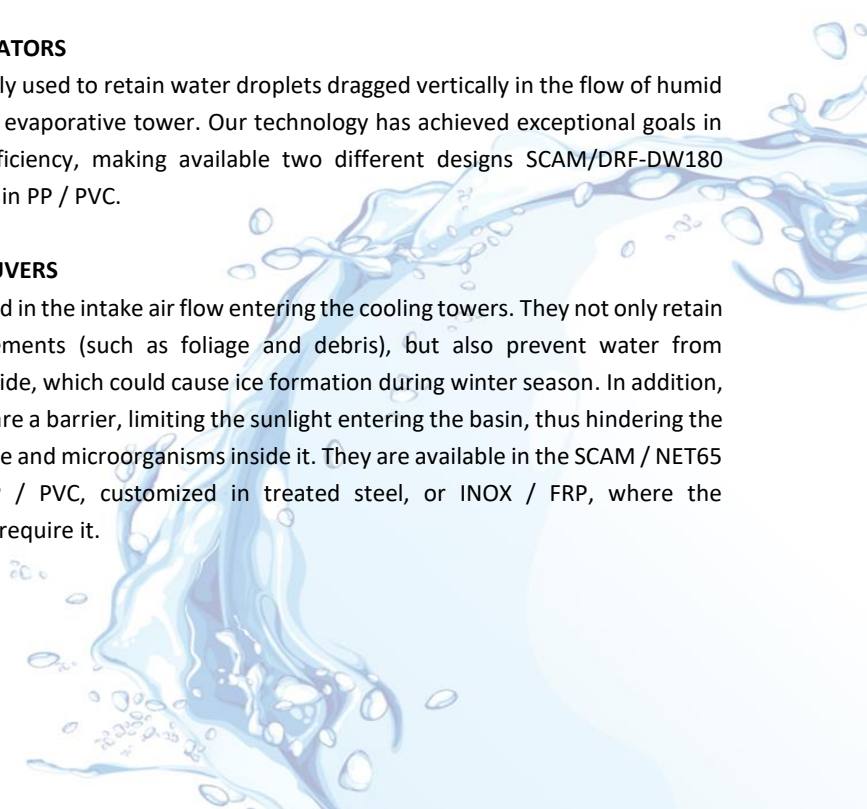 ATORS
ly used to retain water droplets dragged vertically in the flow of humid
evaporative tower. Our technology has achieved exceptional goals in
ficiency, making available two different designs SCAM/DRF-DW180
in PP / PVC.
UVERS
d in the intake air flow entering the cooling towers. They not only retain
ements (such as foliage and debris), but also prevent water from
ide, which could cause ice formation during winter season. In addition,
are a barrier, limiting the sunlight entering the basin, thus hindering the
e and microorganisms inside it. They are available in the SCAM / NET65
/ PVC, customized in treated steel, or INOX / FRP, where the
require it.